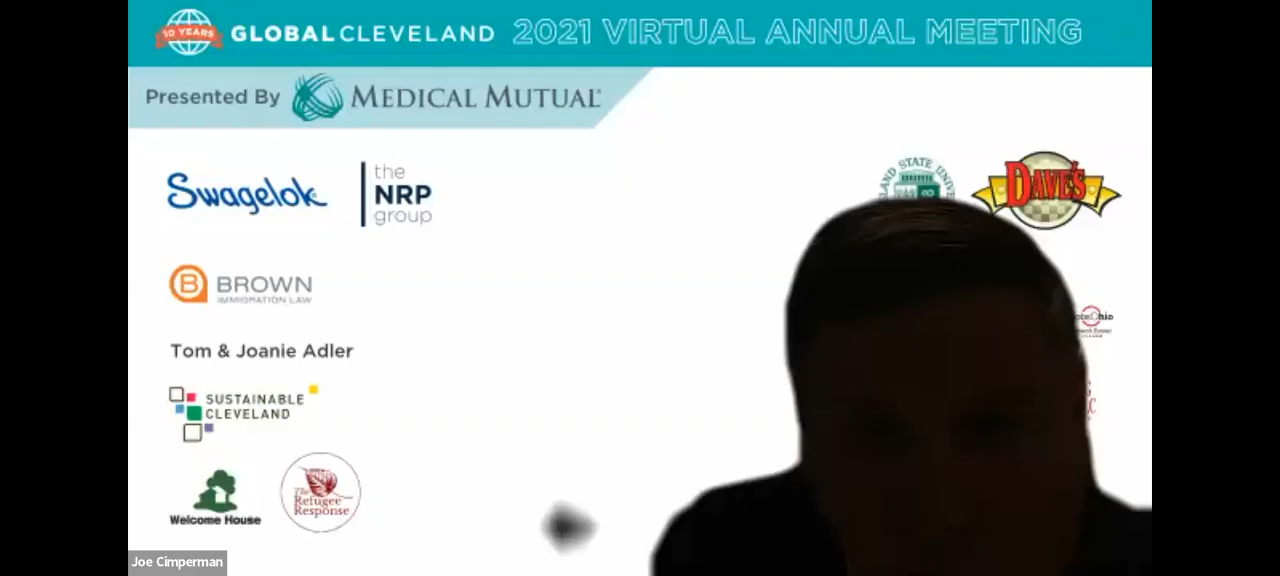 10 YEARS GLOBALCLEVELAND 2021 VIRTUAL ANNUAL MEETING
Presented By MEDICAL MUTUAL®
Swagelok
the
NRP
group
DAVE'S
B BROWN
IMMIGRATION LAW
Tom & Joanie Adler
SUSTAINABLE
CLEVELAND
Welcome House
The
Refugee
Response
Joe Cimperman